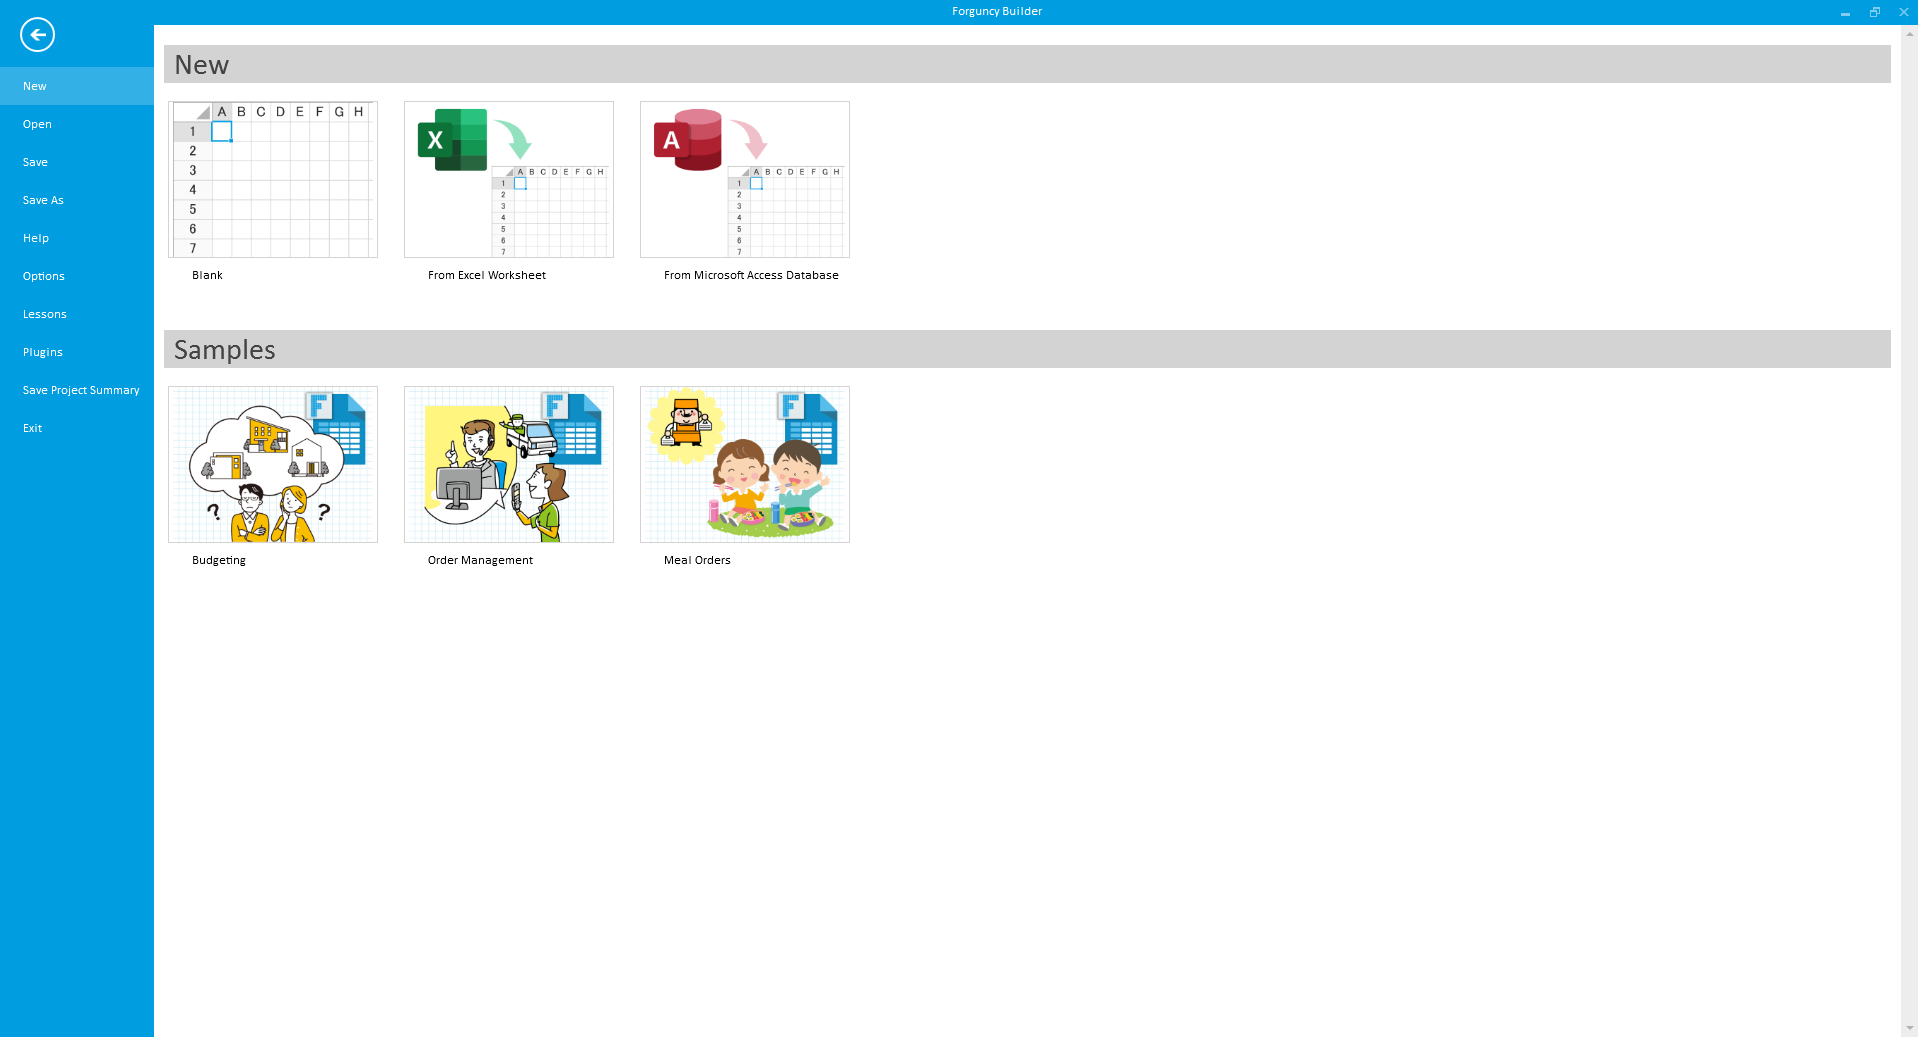 Forguncy Builder
New
Open
Save
Save As
Help
Options
Lessons
Plugins
Save Project Summary
Exit
New
A B C D E F G H
1
2
3
4
5
6
7
Blank
X
A B C D E F G H
1
2
3
4
5
6
7
From Excel Worksheet
A
A B C D E F G H
1
2
3
4
5
6
7
From Microsoft Access Database
Samples
F
? ?
Budgeting
F
Order Management
F
Meal Orders